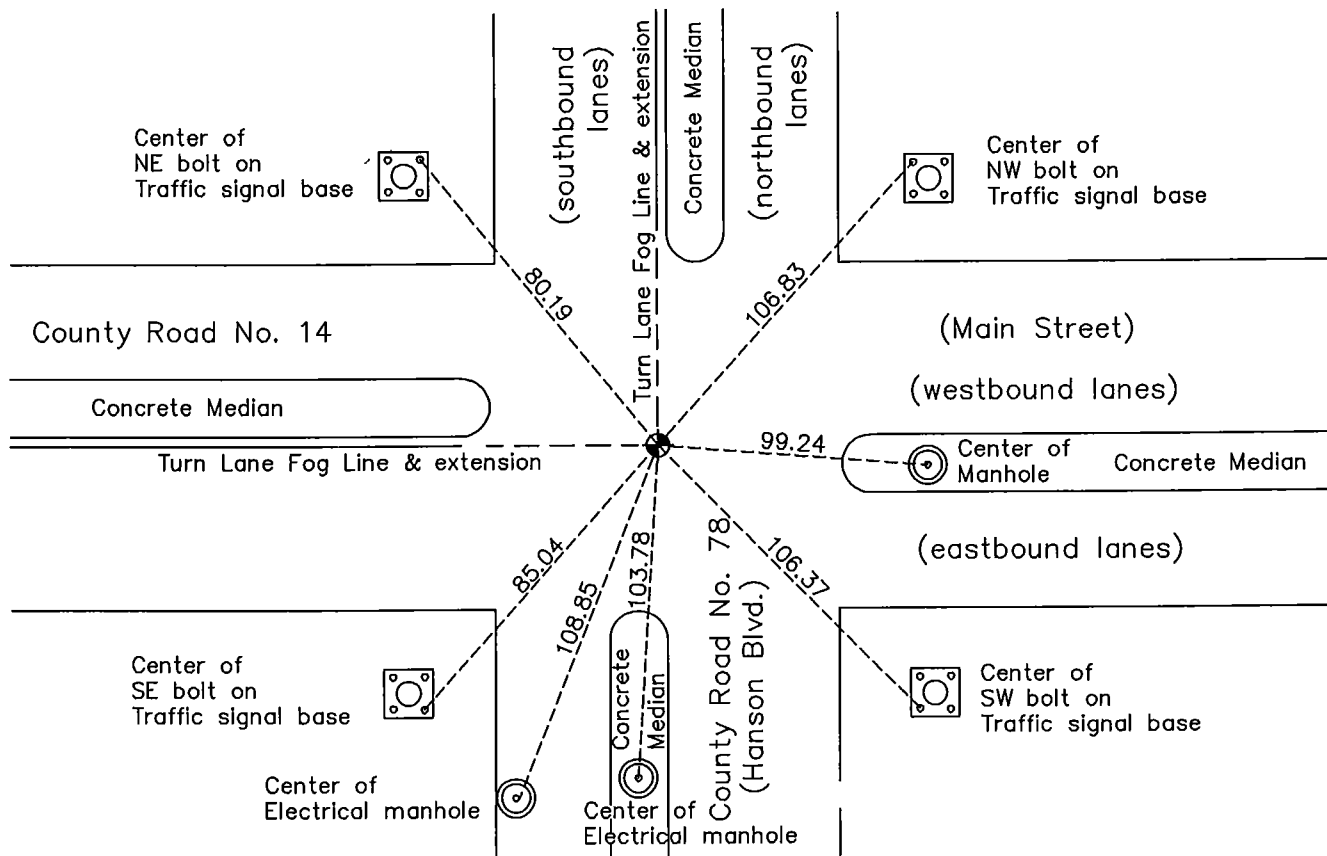 (southbound
lanes)
Turn Lane Fog Line & extension
Concrete Median
(northbound
lanes)
Center of
NE bolt on
Traffic signal base
Center of
NW bolt on
Traffic signal base
80.19
106.83
County Road No. 14
(Main Street)
(westbound lanes)
Concrete Median
99.24
Center of
Manhole
Concrete Median
Turn Lane Fog Line & extension
(eastbound lanes)
85.04
108.85
103.78
County Road No. 78
(Hanson Blvd.)
106.37
Center of
SE bolt on
Traffic signal base
Concrete
Median
Center of
SW bolt on
Traffic signal base
Center of
Electrical manhole
Center of
Electrical manhole